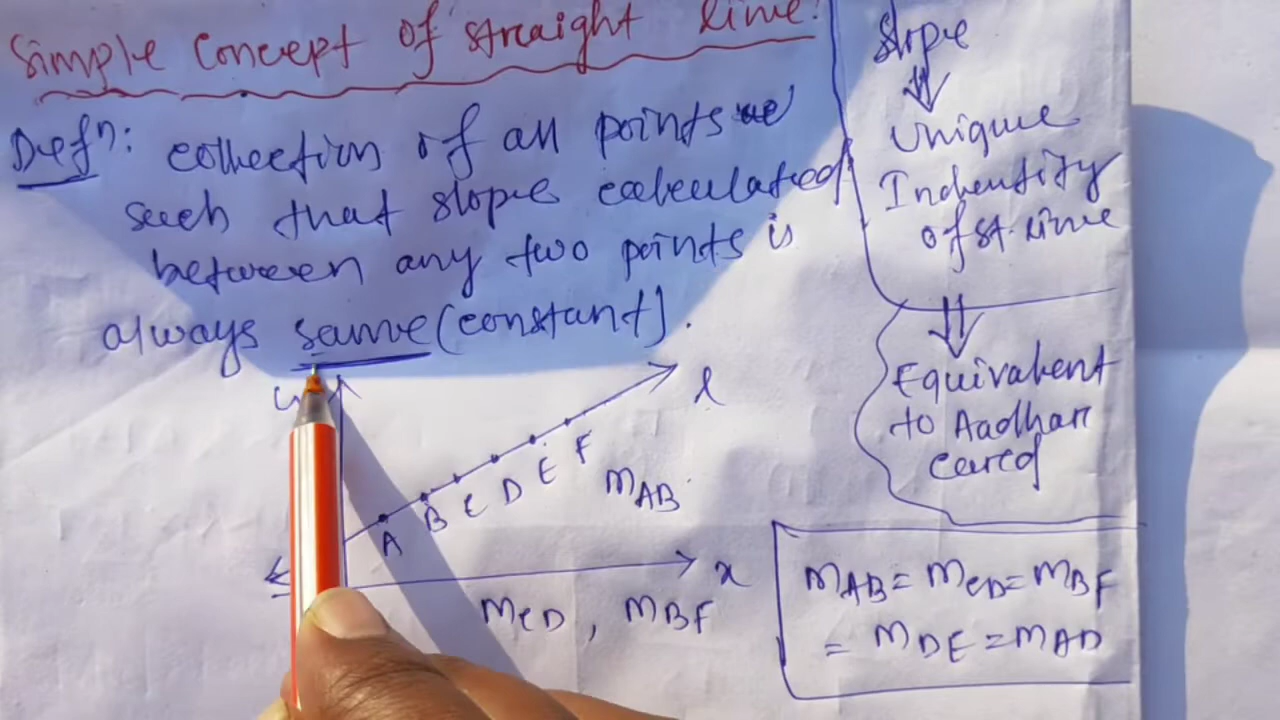 Simple Concept of straight line:
Defn: collection of all points
such that slope calculated
between any two points is
always same (constant).
Slope
Unique
Indentity
of st. line
Equivalent
to Aadhar
Card
y
l
A B C D E F
MAB
x
MCD, MBF
MAB = MCD = MBF
= MDE = MAD